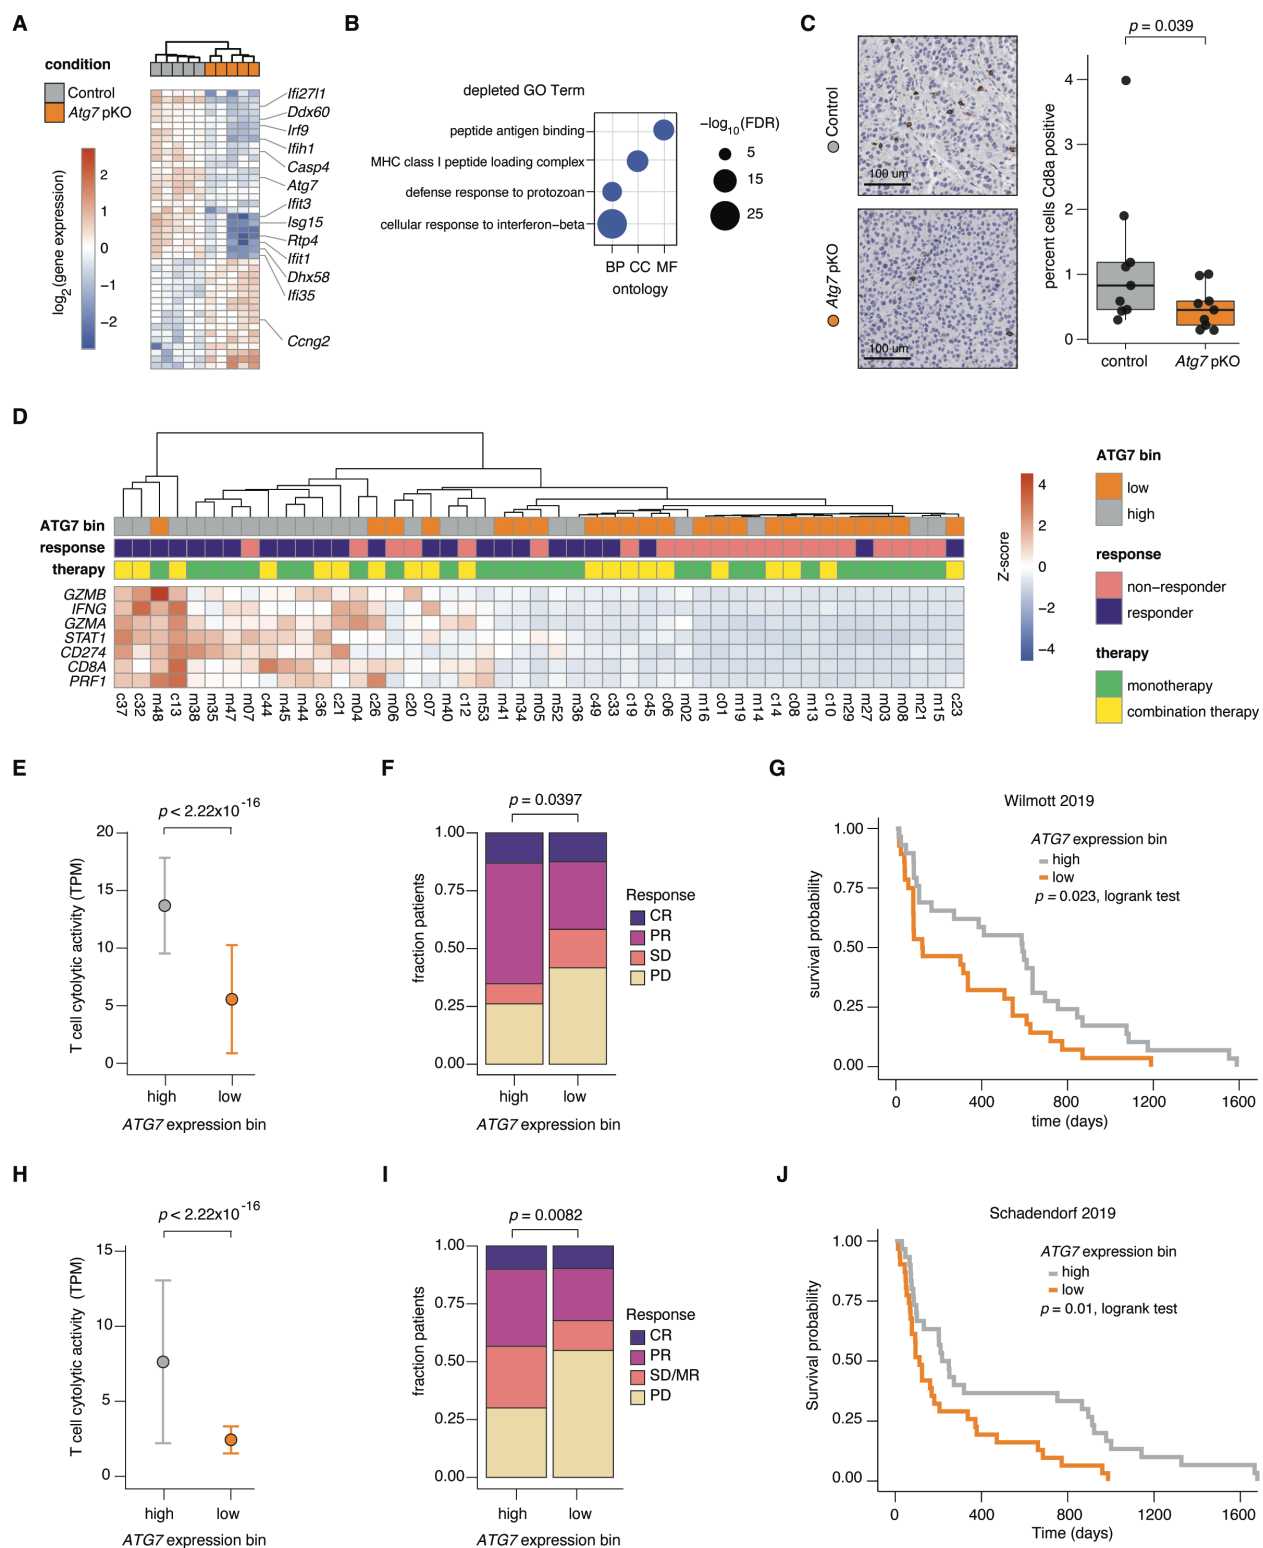 A
condition
Control
Atg7 pKO
log2(gene expression)
2
1
0
−1
−2
Ifi27l1
Ddx60
Irf9
Ifih1
Casp4
Atg7
Ifit3
Isg15
Rtp4
Ifit1
Dhx58
Ifi35
Ccng2
B
depleted GO Term
peptide antigen binding
MHC class I peptide loading complex
defense response to protozoan
cellular response to interferon−beta
BP CC MF
ontology
−log10(FDR)
5
15
25
C
Control
100 um
Atg7 pKO
100 um
p = 0.039
percent cells Cd8a positive
4
3
2
1
0
control
Atg7 pKO
D
ATG7 bin
response
therapy
GZMB
IFNG
GZMA
STAT1
CD274
CD8A
PRF1
c37 c32 m48 c13 m38 m35 m47 m07 c44 m45 m44 c36 c21 m04 c26 m06 c20 c07 m40 c12 m53 m41 m34 m05 m52 m36 c49 c33 c19 c45 c06 m02 m16 c01 m19 m14 c14 c08 m13 c10 m29 m27 m03 m08 m21 m15 c23
Z−score
4
2
0
−2
−4
ATG7 bin
low
high
response
non−responder
responder
therapy
monotherapy
combination therapy
E
p < 2.22x10-16
T cell cytolytic activity (TPM)
20
15
10
5
0
high
low
ATG7 expression bin
F
p = 0.0397
fraction patients
1.00
0.75
0.50
0.25
0.00
high
low
ATG7 expression bin
Response
CR
PR
SD
PD
G
Wilmott 2019
survival probability
1.00
0.75
0.50
0.25
0.00
ATG7 expression bin
high
low
p = 0.023, logrank test
0 400 800 1200 1600
time (days)
H
p < 2.22x10-16
T cell cytolytic activity (TPM)
15
10
5
0
high
low
ATG7 expression bin
I
p = 0.0082
fraction patients
1.00
0.75
0.50
0.25
0.00
high
low
ATG7 expression bin
Response
CR
PR
SD/MR
PD
J
Schadendorf 2019
Survival probability
1.00
0.75
0.50
0.25
0.00
ATG7 expression bin
high
low
p = 0.01, logrank test
0 400 800 1200 1600
Time (days)